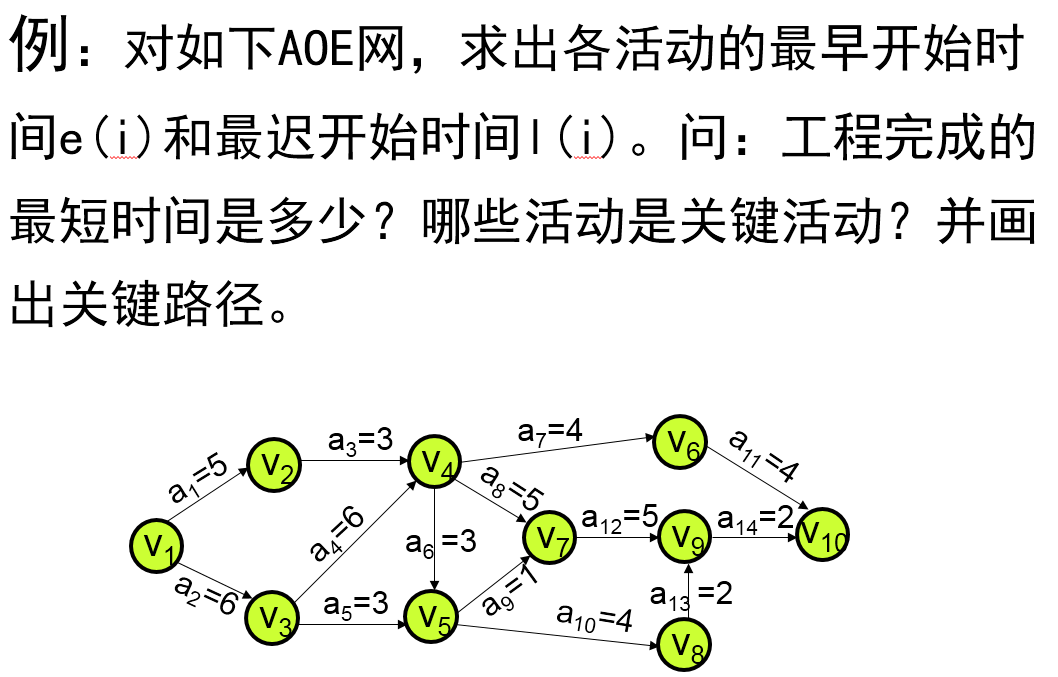 例：对如下AOE网，求出各活动的最早开始时
间e(i)和最迟开始时间l(i)。问：工程完成的
最短时间是多少？哪些活动是关键活动？并画
出关键路径。
a7=4
v6
a11=4
a3=3
v4
v2
a1=5
a8=5
a4=6
a6=3
v7
a12=5
v9
a14=2
v10
v1
a2=6
a9=1
a5=3
v3
v5
a10=4
a13=2
v8